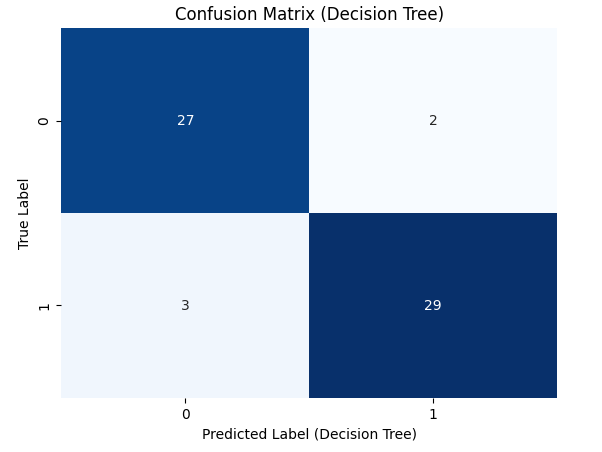 Confusion Matrix (Decision Tree)
True Label
0
27
2
1
3
29
0
1
Predicted Label (Decision Tree)